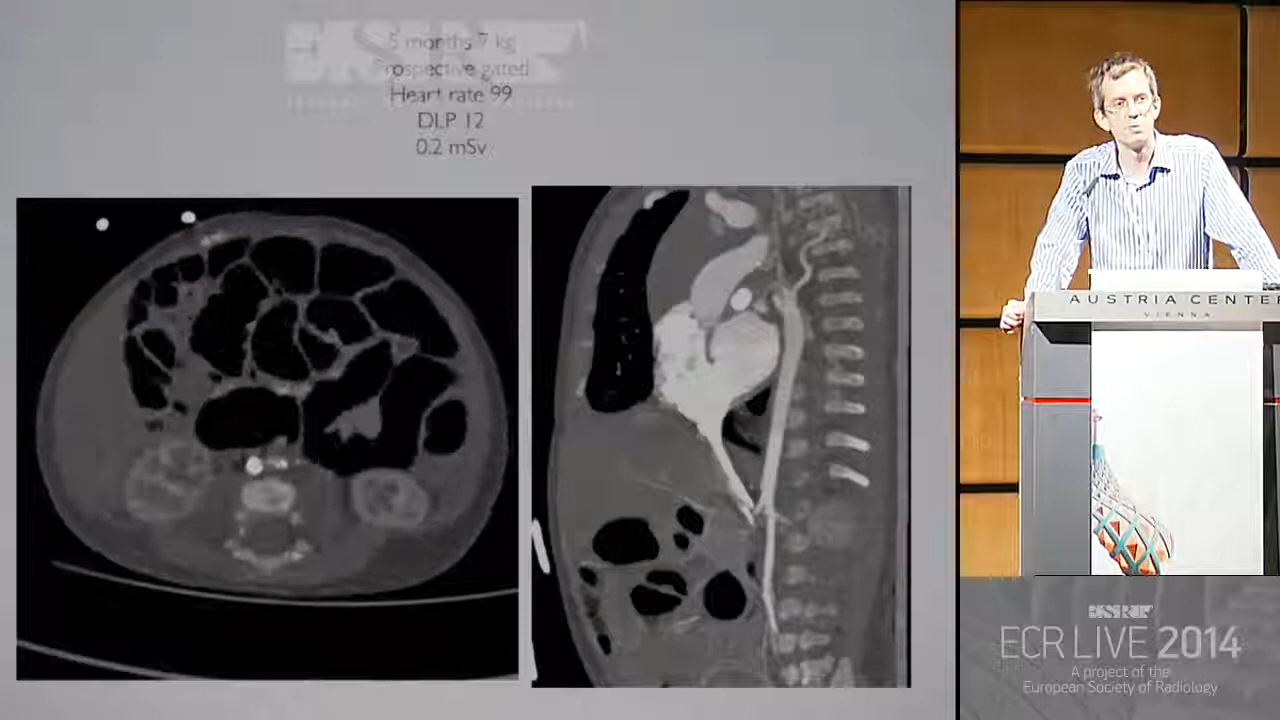 5 months 7 kg
Prospective gated
Heart rate 99
DLP 12
0.2 mSv
AUSTRIA CENTER
VIENNA
ESR
ECR LIVE 2014
A project of the
European Society of Radiology